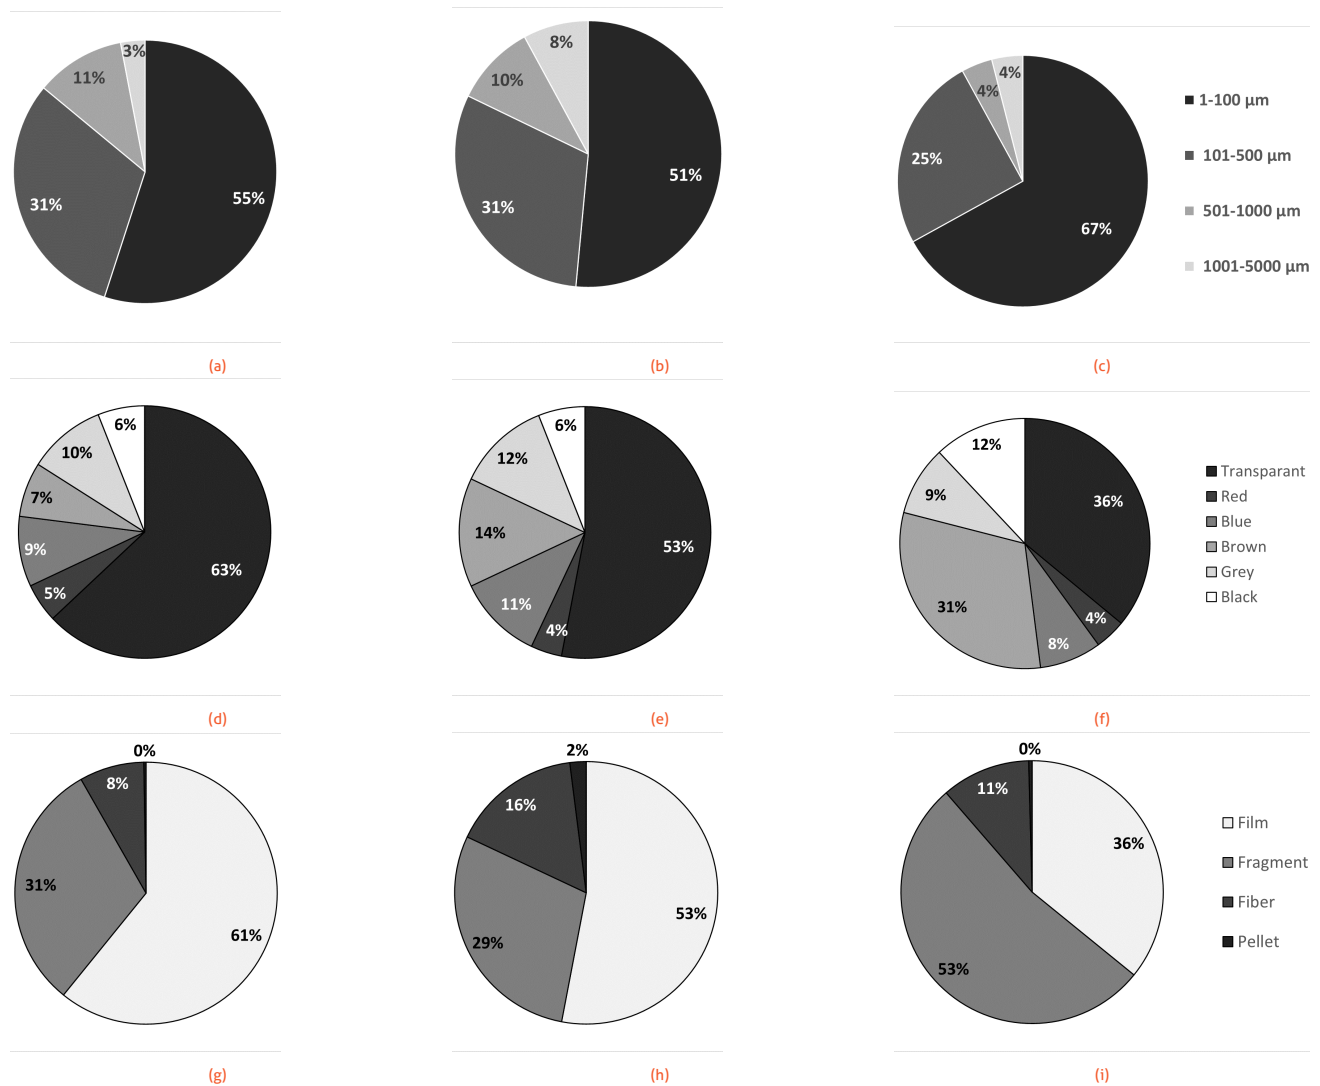 3%
11%
31%
55%
8%
10%
31%
51%
4%
4%
25%
67%
1-100 μm
101-500 μm
501-1000 μm
1001-5000 μm
(a)
(b)
(c)
6%
10%
7%
9%
5%
63%
6%
12%
14%
11%
4%
53%
12%
9%
31%
8%
4%
36%
Transparant
Red
Blue
Brown
Grey
Black
(d)
(e)
(f)
0%
8%
31%
61%
2%
16%
29%
53%
0%
11%
53%
36%
Film
Fragment
Fiber
Pellet
(g)
(h)
(i)